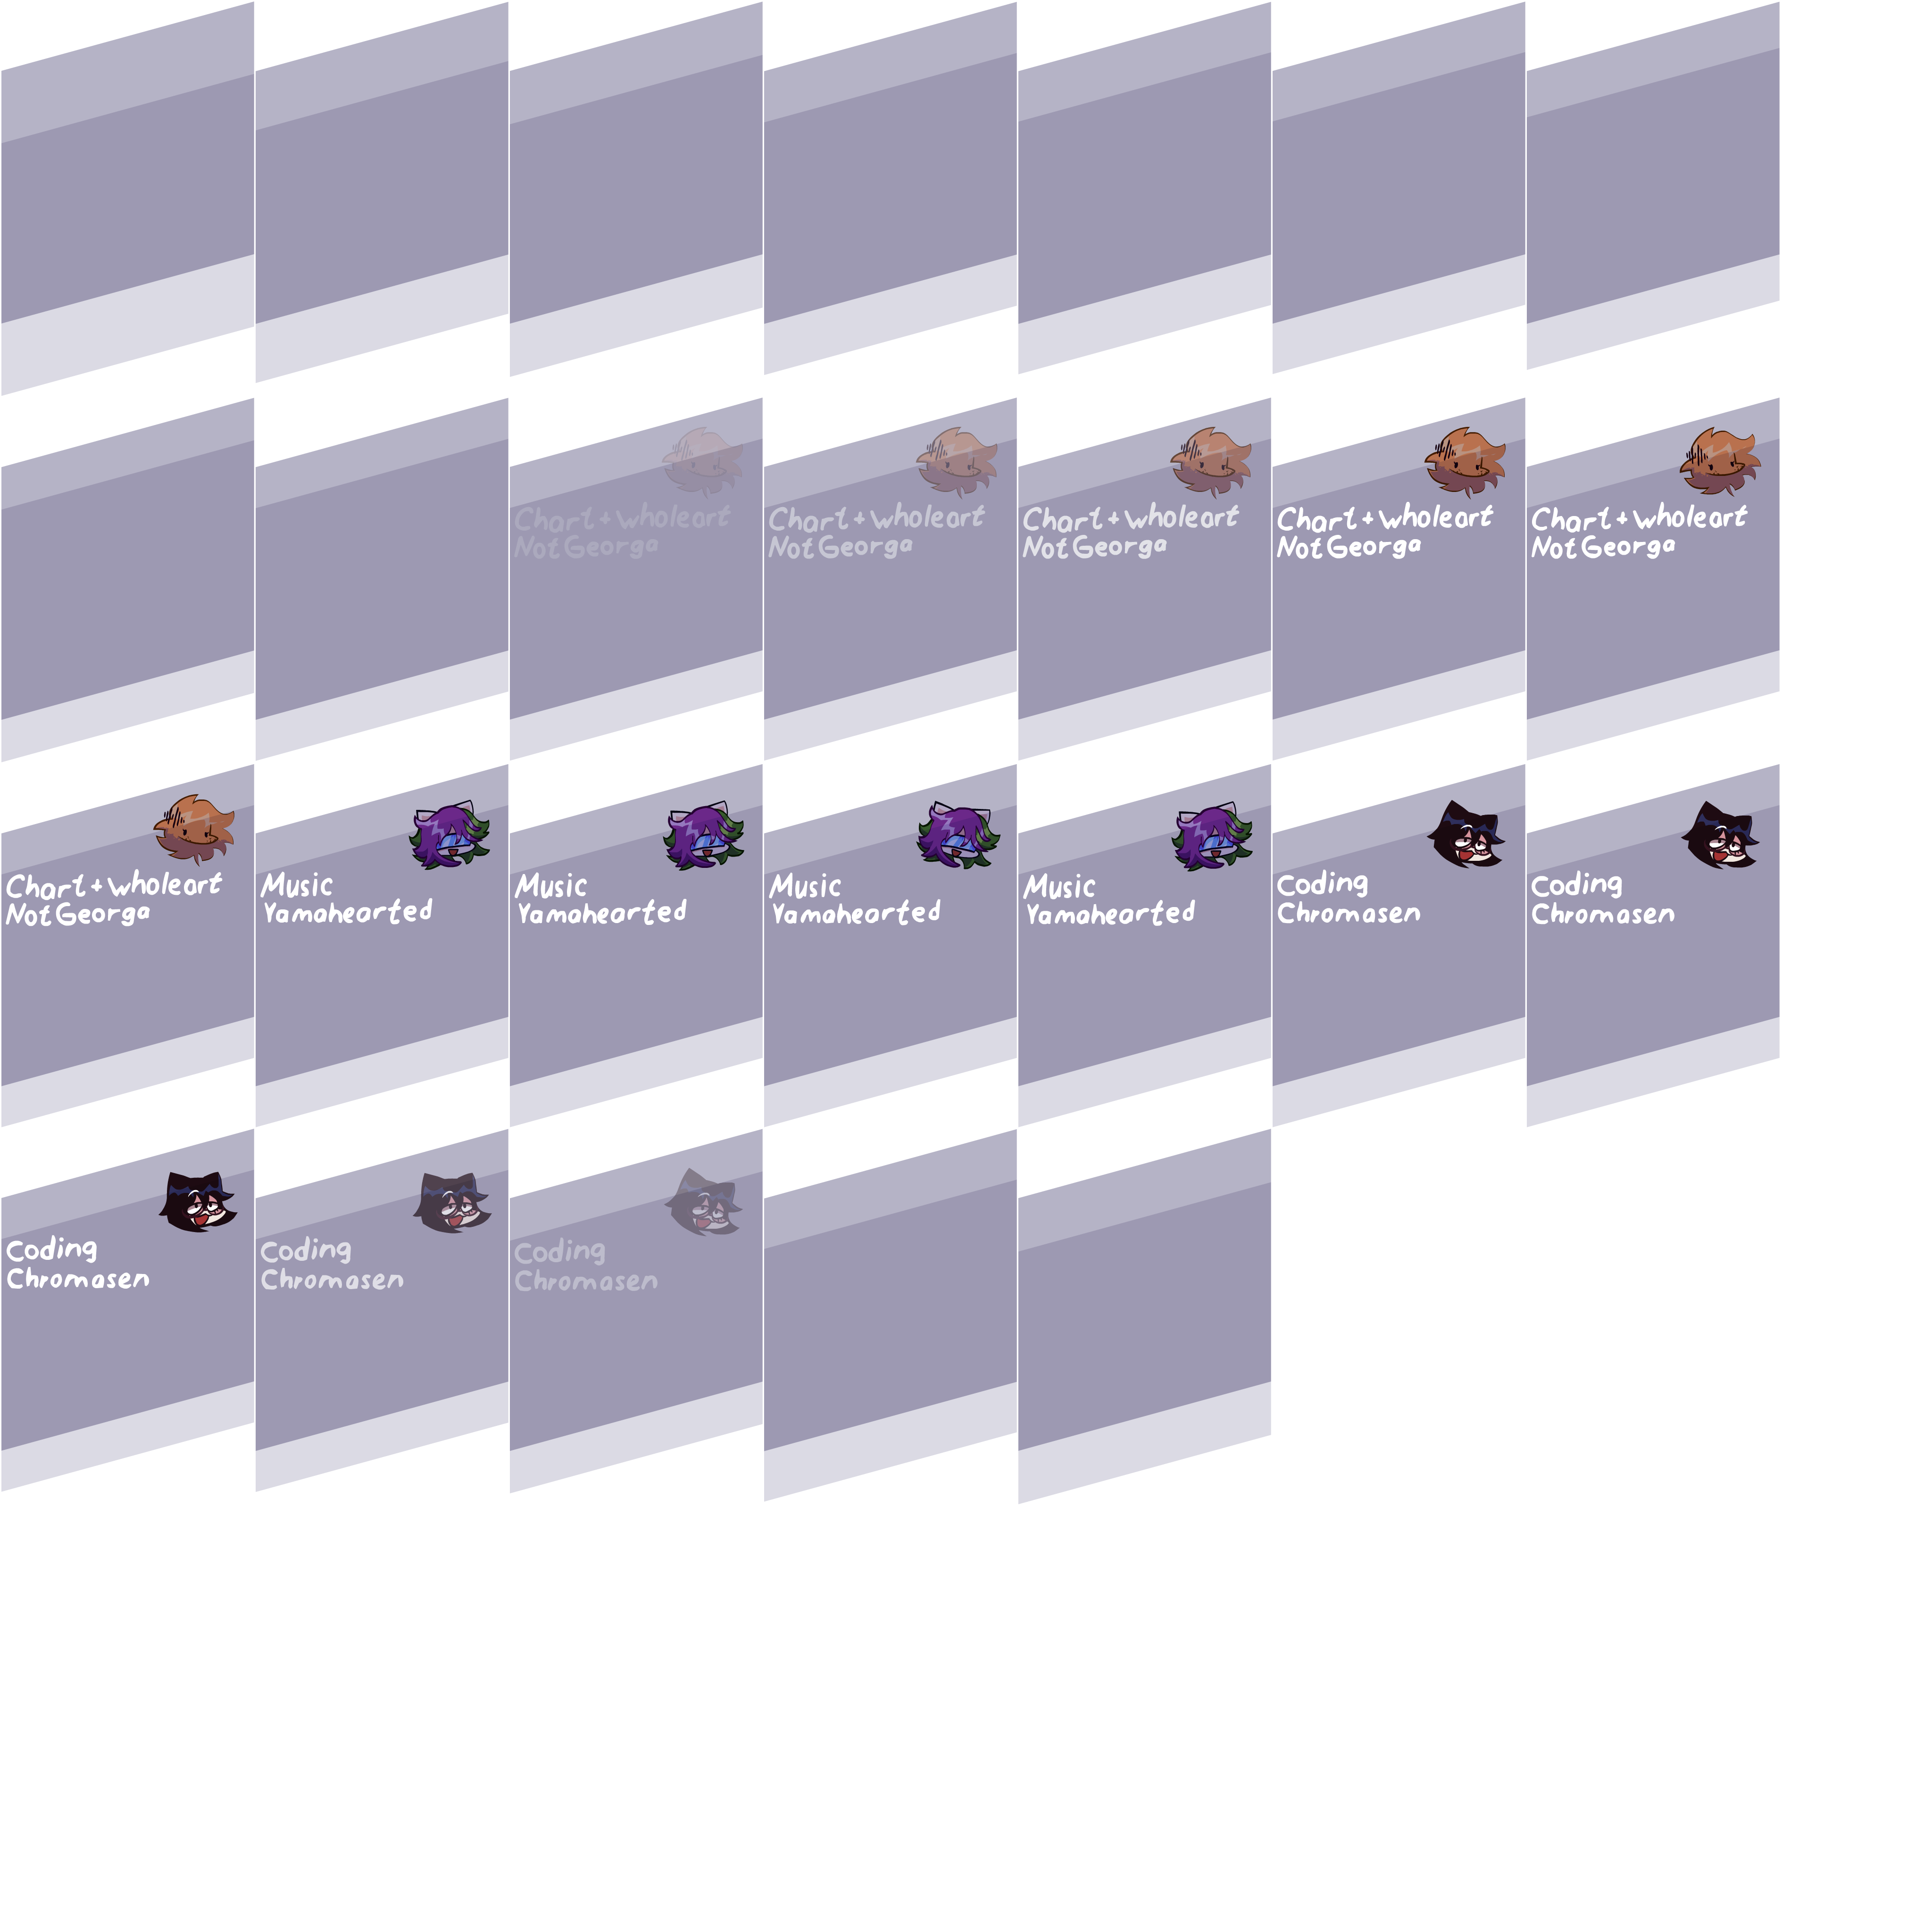 Chart + wholeart
Not Georga
Chart + wholeart
Not Georga
Chart + wholeart
Not Georga
Chart + wholeart
Not Georga
Chart + wholeart
Not Georga
Chart + wholeart
Not Georga
Music
Yamahearted
Music
Yamahearted
Music
Yamahearted
Music
Yamahearted
Coding
Chromasen
Coding
Chromasen
Coding
Chromasen
Coding
Chromasen
Coding
Chromasen